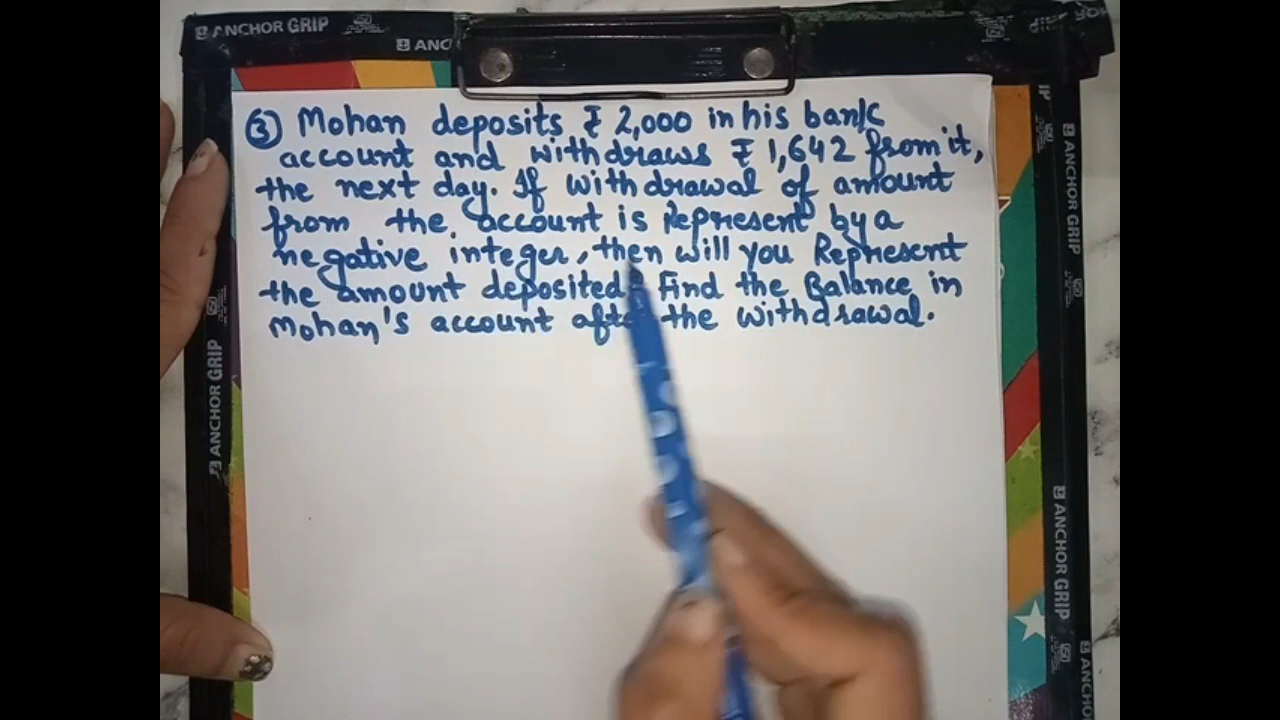 ANCHOR GRIP
ANC
③ Mohan deposits ₹ 2,000 in his bank
account and withdraws ₹ 1,642 from it,
the next day. If withdrawal of amount
from the account is represent by a
negative integer, then will you Represent
the amount deposited Find the Balance in
Mohan's account after the withdrawal.
ANCHOR GRIP
ANCHOR GRIP
ANCHOR GRIP
ANCHOR GRIP
ANCHO